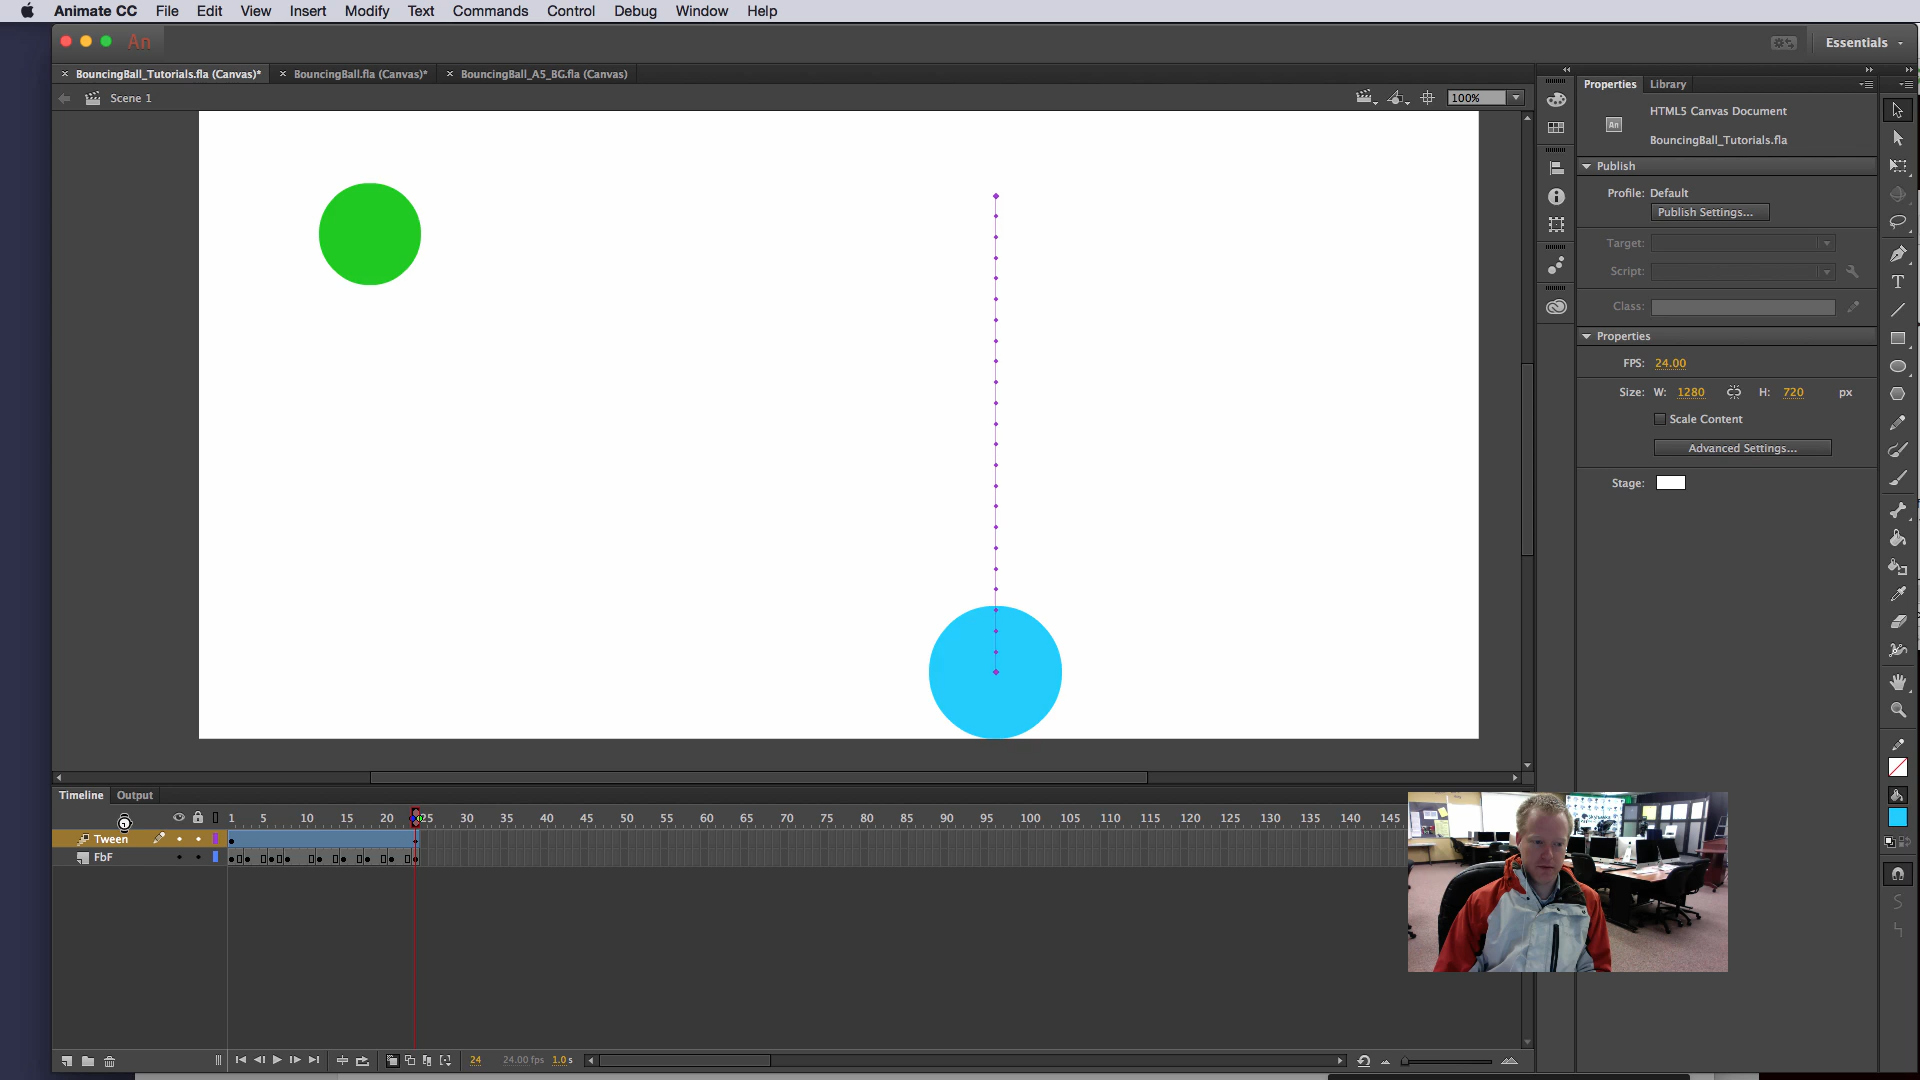 Animate CC File Edit View Insert Modify Text Commands Control Debug Window Help
An Essentials
× BouncingBall_Tutorials.fla (Canvas)* × BouncingBall.fla (Canvas)* × BouncingBall_A5_BG.fla (Canvas)
Scene 1 100%
Properties Library
HTML5 Canvas Document
An
BouncingBall_Tutorials.fla
Publish
Profile: Default
Publish Settings...
Target:
Script:
Class:
Properties
FPS: 24.00
Size: W: 1280 H: 720 px
Scale Content
Advanced Settings...
Stage:
Timeline Output
1 5 10 15 20 25 30 35 40 45 50 55 60 65 70 75 80 85 90 95 100 105 110 115 120 125 130 135 140 145
Tween
FbF
24 24.00 fps 1.0 s